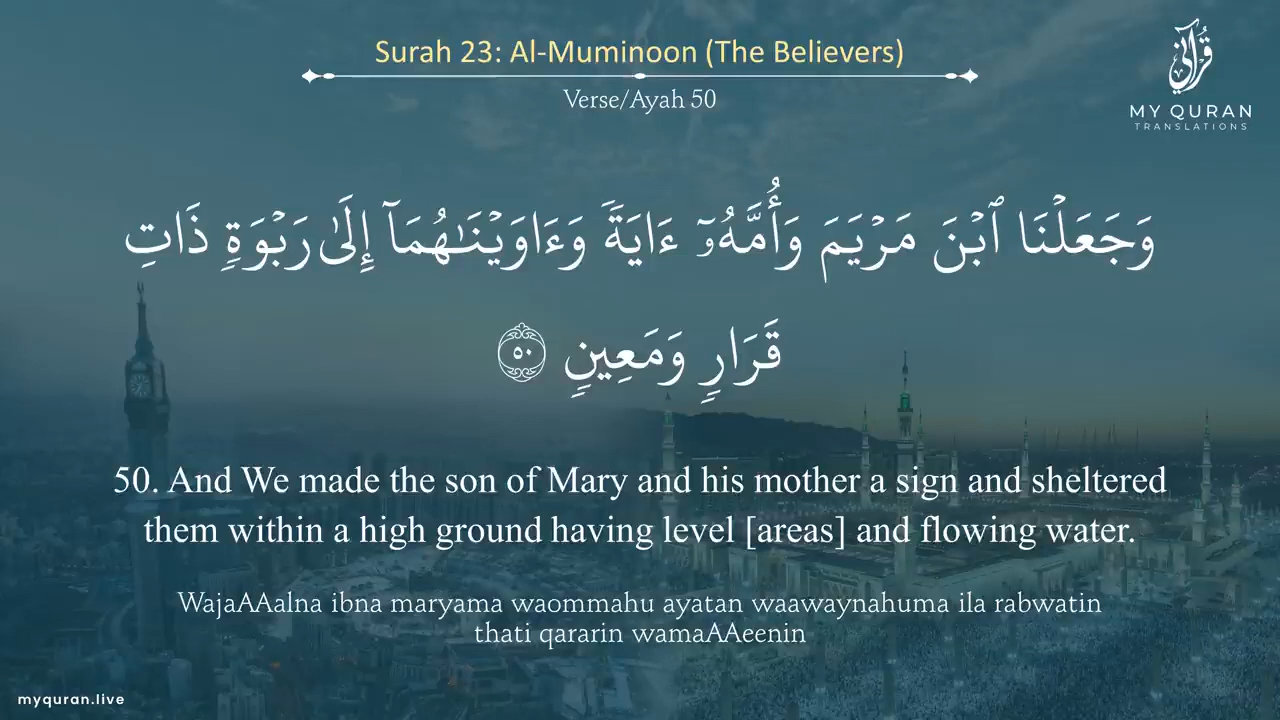 Surah 23: Al-Muminoon (The Believers)
Verse/Ayah 50
قرآني
MY QURAN
TRANSLATIONS
وَجَعَلْنَا ٱبْنَ مَرْيَمَ وَأُمَّهُۥٓ ءَايَةً وَءَاوَيْنَـٰهُمَآ إِلَىٰ رَبْوَةٍ ذَاتِ
قَرَارٍ وَمَعِينٍ ٥٠
50. And We made the son of Mary and his mother a sign and sheltered
them within a high ground having level [areas] and flowing water.
WajaAAalna ibna maryama waommahu ayatan waawaynahuma ila rabwatin
thati qararin wamaAAeenin
myquran.live